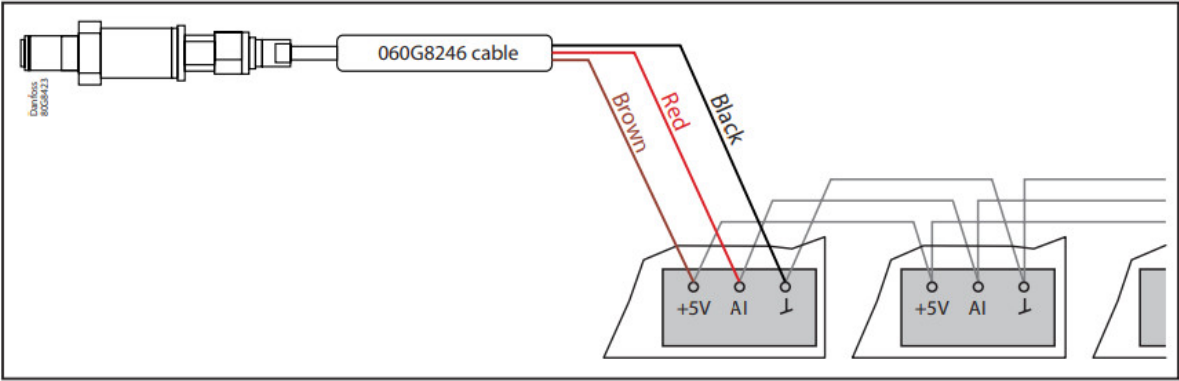 060G8246 cable
Danfoss
80G8423
Brown
Red
Black
+5V AI
+5V AI